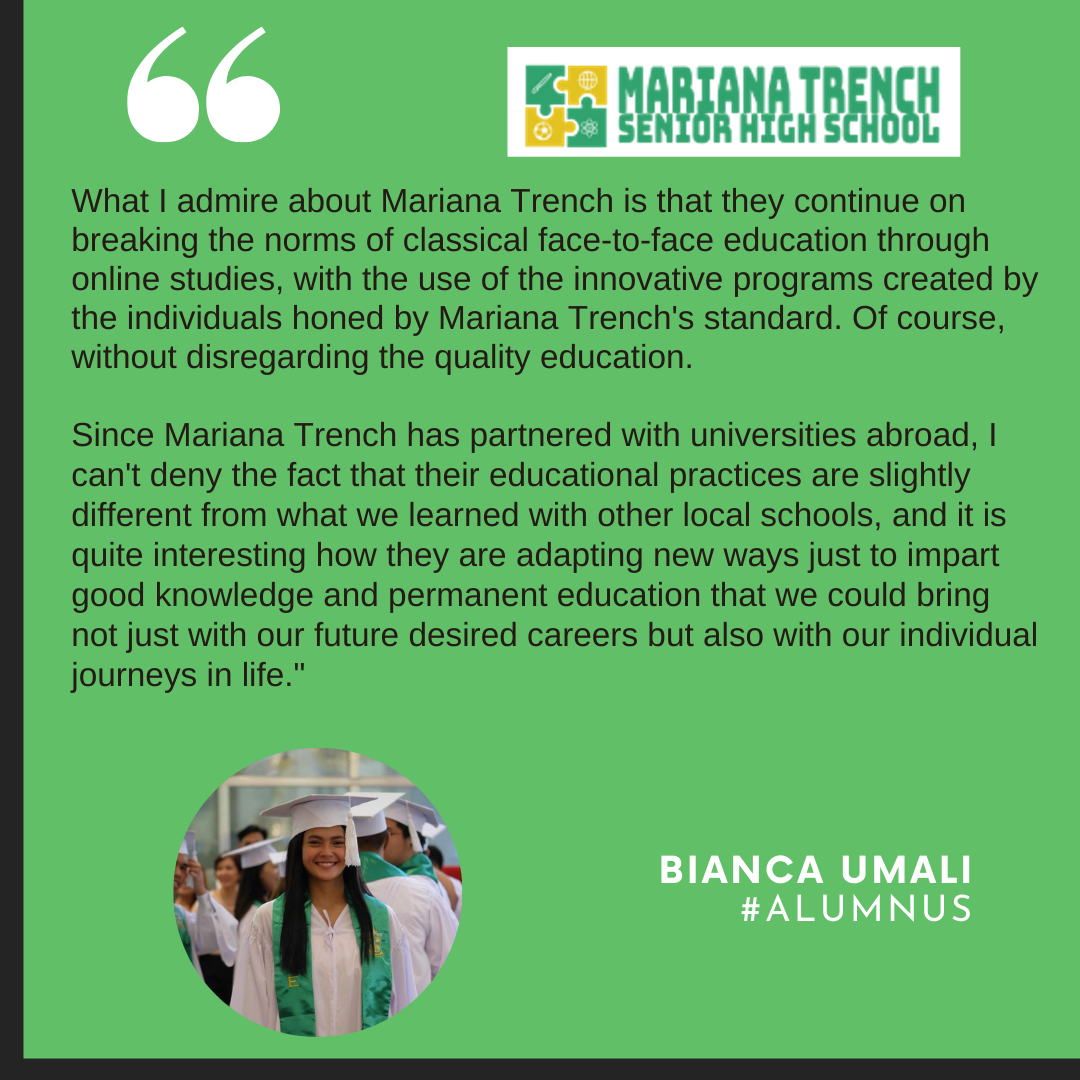 MARIANA TRENCH
SENIOR HIGH SCHOOL
What I admire about Mariana Trench is that they continue on
breaking the norms of classical face-to-face education through
online studies, with the use of the innovative programs created by
the individuals honed by Mariana Trench's standard. Of course,
without disregarding the quality education.
Since Mariana Trench has partnered with universities abroad, I
can't deny the fact that their educational practices are slightly
different from what we learned with other local schools, and it is
quite interesting how they are adapting new ways just to impart
good knowledge and permanent education that we could bring
not just with our future desired careers but also with our individual
journeys in life."
BIANCA UMALI
#ALUMNUS